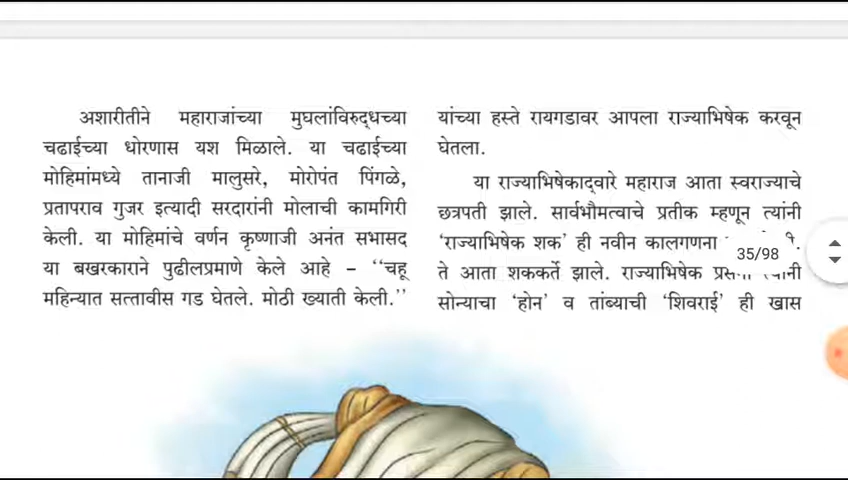 अशारीतीने महाराजांच्या मुघलांविरुद्धच्या
चढाईच्या धोरणास यश मिळाले. या चढाईच्या
मोहिमांमध्ये तानाजी मालुसरे, मोरोपंत पिंगळे,
प्रतापराव गुजर इत्यादी सरदारांनी मोलाची कामगिरी
केली. या मोहिमांचे वर्णन कृष्णाजी अनंत सभासद
या बखरकाराने पुढीलप्रमाणे केले आहे – ‘‘चहू
महिन्यात सत्तावीस गड घेतले. मोठी ख्याती केली.’’
यांच्या हस्ते रायगडावर आपला राज्याभिषेक करवून
घेतला.
या राज्याभिषेकाद्वारे महाराज आता स्वराज्याचे
छत्रपती झाले. सार्वभौमत्वाचे प्रतीक म्हणून त्यांनी
‘राज्याभिषेक शक’ ही नवीन कालगणना
ते आता शककर्ते झाले. राज्याभिषेक
सोन्याचा ‘होन’ व तांब्याची ‘शिवराई’ ही खास
35/98